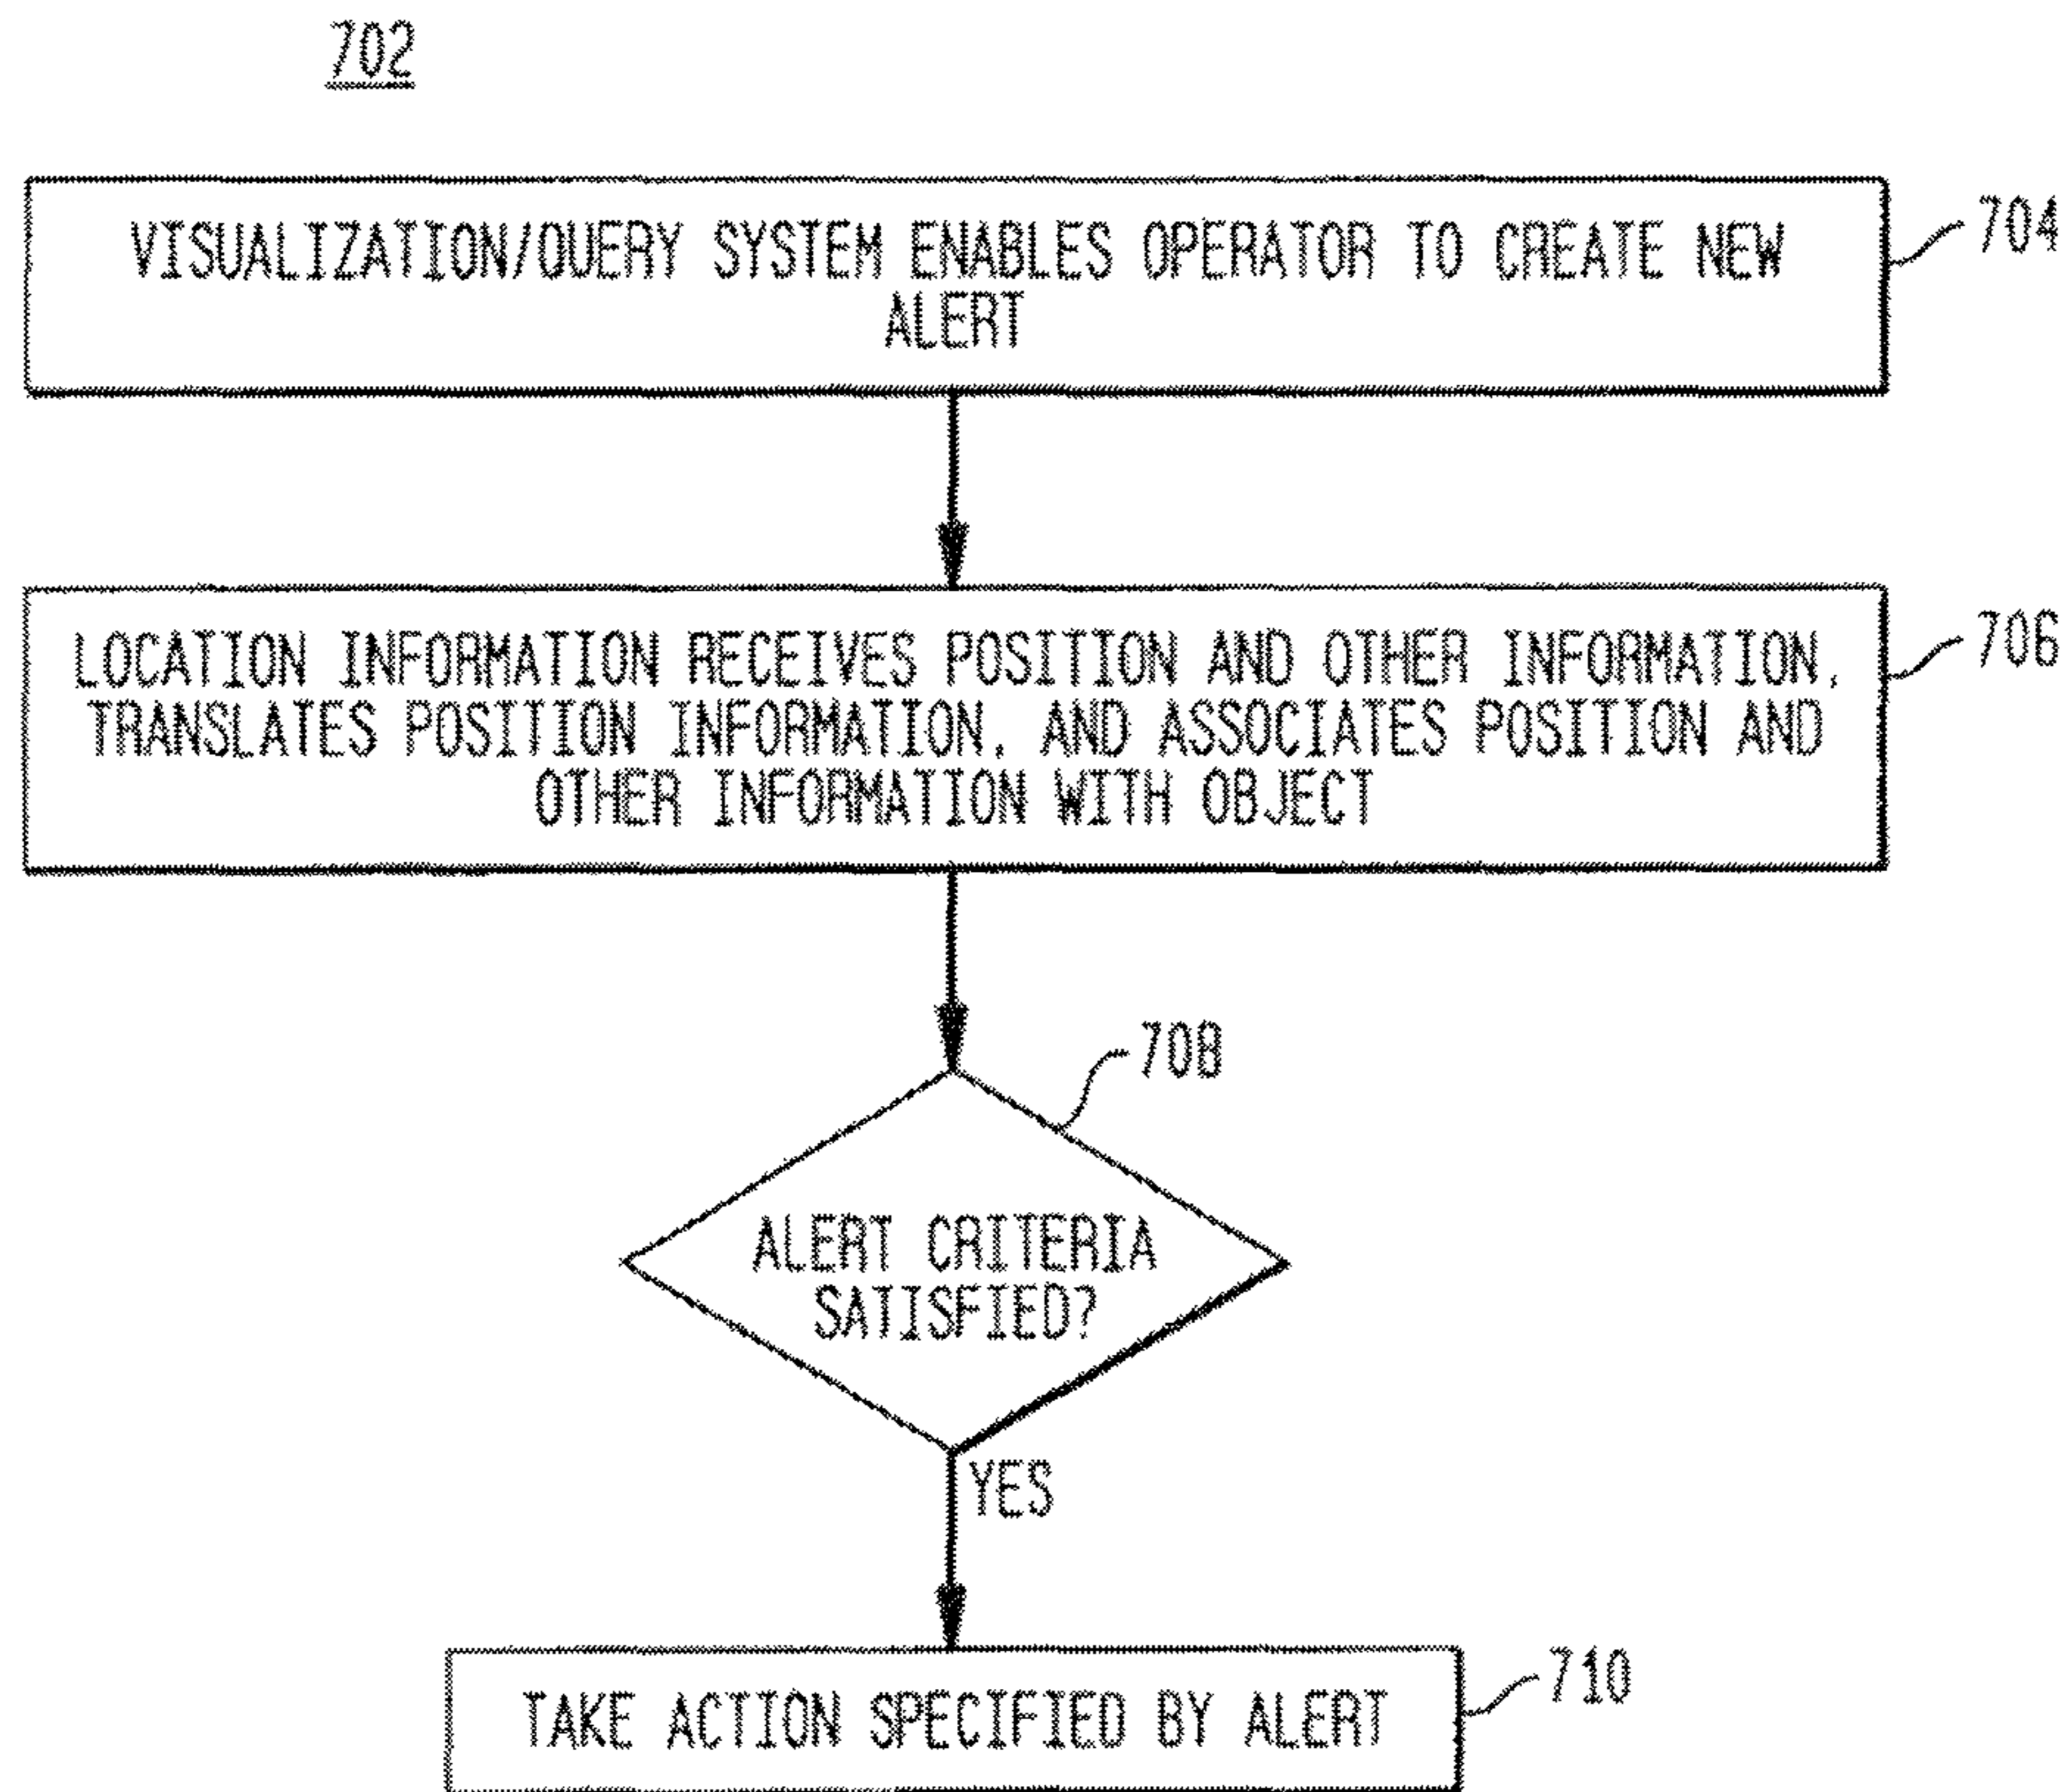 702
VISUALIZATION/QUERY SYSTEM ENABLES OPERATOR TO CREATE NEW
ALERT
704
LOCATION INFORMATION RECEIVES POSITION AND OTHER INFORMATION,
TRANSLATES POSITION INFORMATION, AND ASSOCIATES POSITION AND
OTHER INFORMATION WITH OBJECT
706
708
ALERT CRITERIA
SATISFIED?
YES
TAKE ACTION SPECIFIED BY ALERT
710